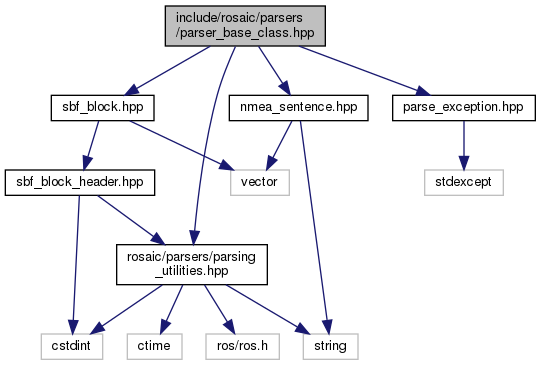 include/rosaic/parsers
/parser_base_class.hpp
sbf_block.hpp
nmea_sentence.hpp
parse_exception.hpp
sbf_block_header.hpp
vector
stdexcept
rosaic/parsers/parsing
_utilities.hpp
cstdint
ctime
ros/ros.h
string